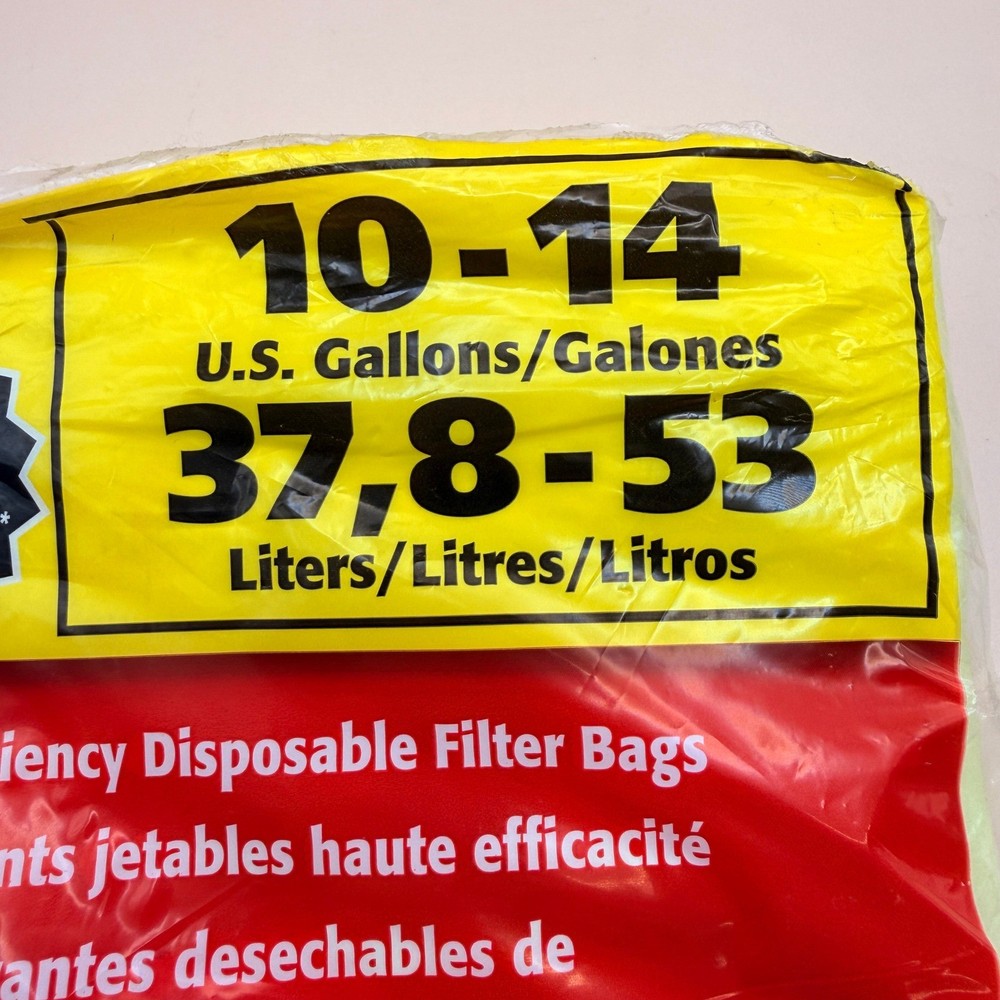 10 - 14
U.S. Gallons/Galones
37,8 - 53
Liters/Litres/Litros
*
iency Disposable Filter Bags
nts jetables haute efficacité
antes desechables de